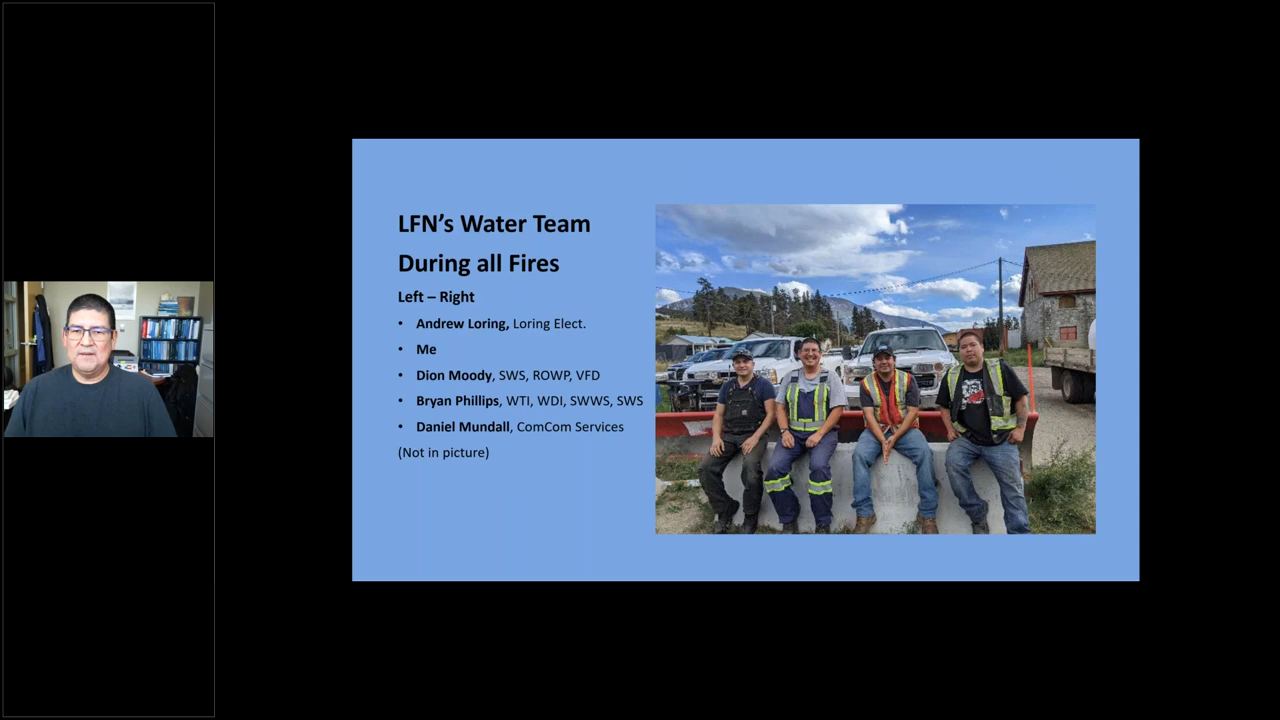 LFN’s Water Team
During all Fires
Left – Right
• Andrew Loring, Loring Elect.
• Me
• Dion Moody, SWS, ROWP, VFD
• Bryan Phillips, WTI, WDI, SWWS, SWS
• Daniel Mundall, ComCom Services
(Not in picture)